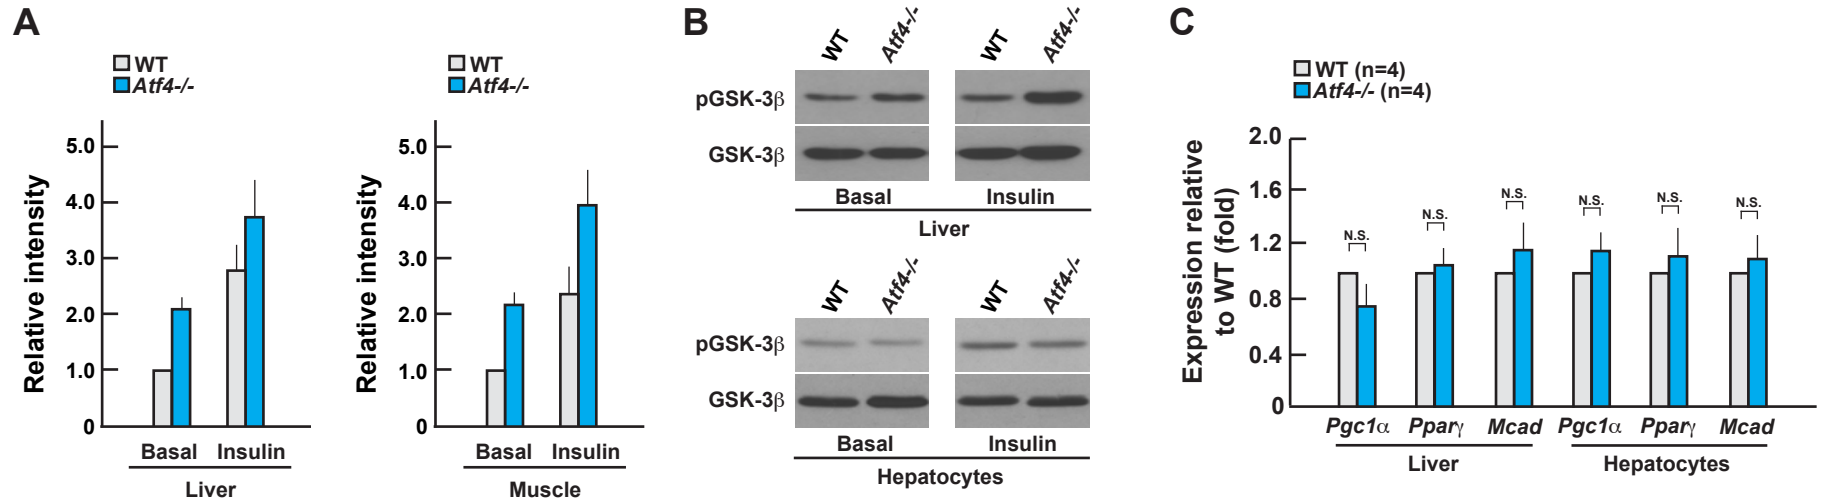 A
WT
Atf4-/-
Relative intensity
5.0
4.0
3.0
2.0
1.0
0
Basal Insulin
Liver
WT
Atf4-/-
Relative intensity
5.0
4.0
3.0
2.0
1.0
0
Basal Insulin
Muscle
B
WT Atf4-/- WT Atf4-/-
pGSK-3β
GSK-3β
Basal Insulin
Liver
WT Atf4-/- WT Atf4-/-
pGSK-3β
GSK-3β
Basal Insulin
Hepatocytes
C
WT (n=4)
Atf4-/- (n=4)
Expression relative
to WT (fold)
2.0
1.6
1.2
0.8
0.4
0
N.S. N.S. N.S. N.S. N.S. N.S.
Pgc1α Pparγ Mcad Pgc1α Pparγ Mcad
Liver Hepatocytes